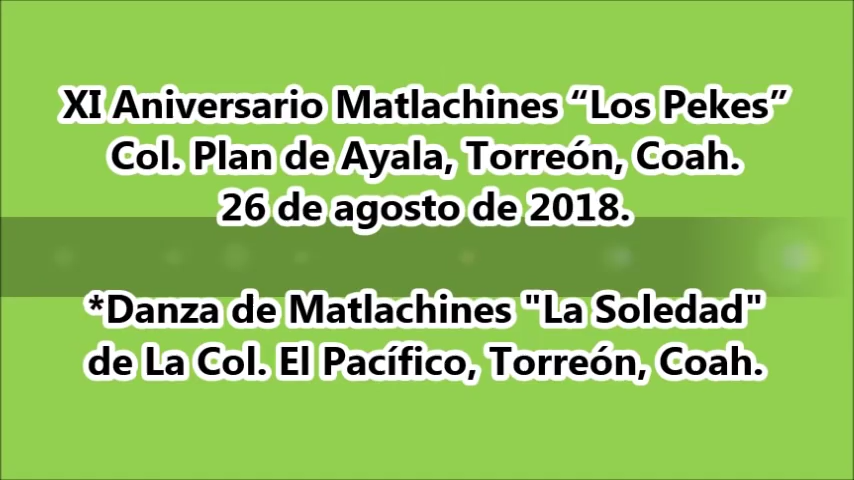 XI Aniversario Matlachines “Los Pekes”
Col. Plan de Ayala, Torreón, Coah.
26 de agosto de 2018.
*Danza de Matlachines "La Soledad"
de La Col. El Pacífico, Torreón, Coah.